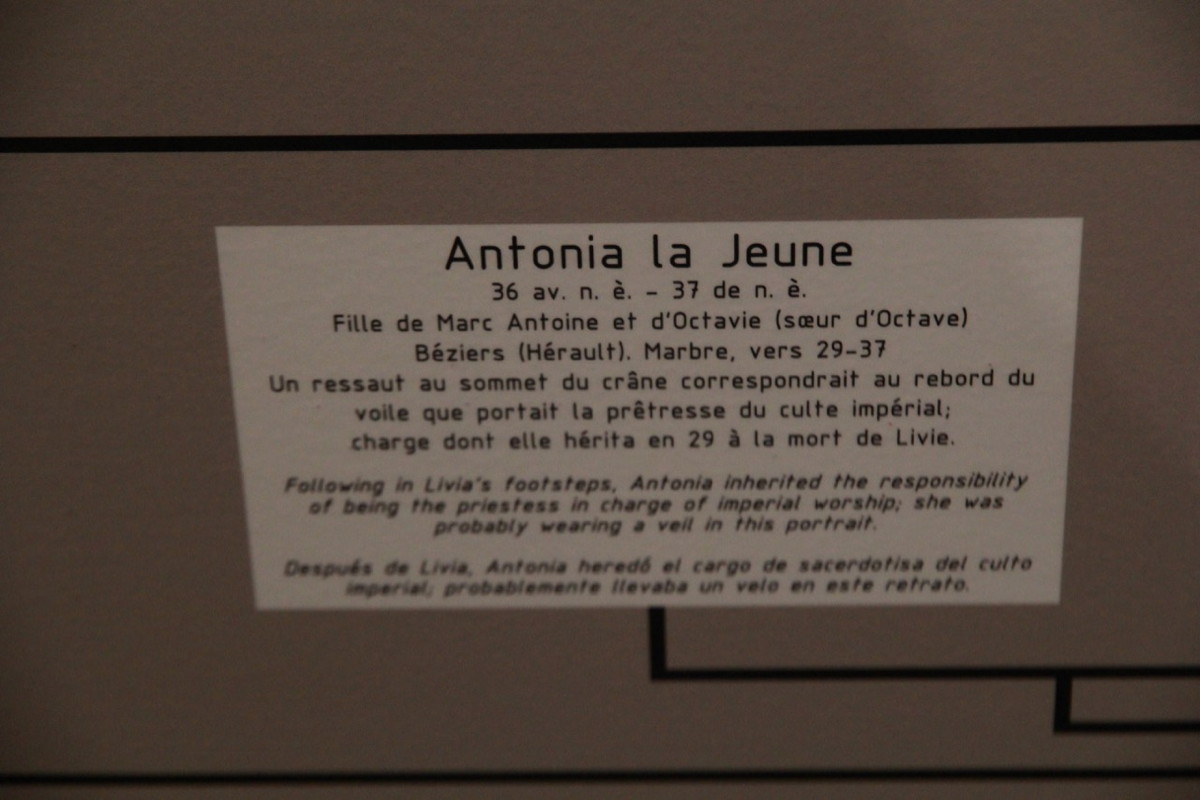 Antonia la Jeune
36 av. n. è. - 37 de n. è.
Fille de Marc Antoine et d'Octavie (sœur d'Octave)
Béziers (Hérault). Marbre, vers 29-37
Un ressaut au sommet du crâne correspondrait au rebord du
voile que portait la prêtresse du culte impérial;
charge dont elle hérita en 29 à la mort de Livie.
Following in Livia's footsteps, Antonia inherited the responsibility
of being the priestess in charge of imperial worship; she was
probably wearing a veil in this portrait.
Después de Livia, Antonia heredó el cargo de sacerdotisa del culto
imperial; probablemente llevaba un velo en este retrato.